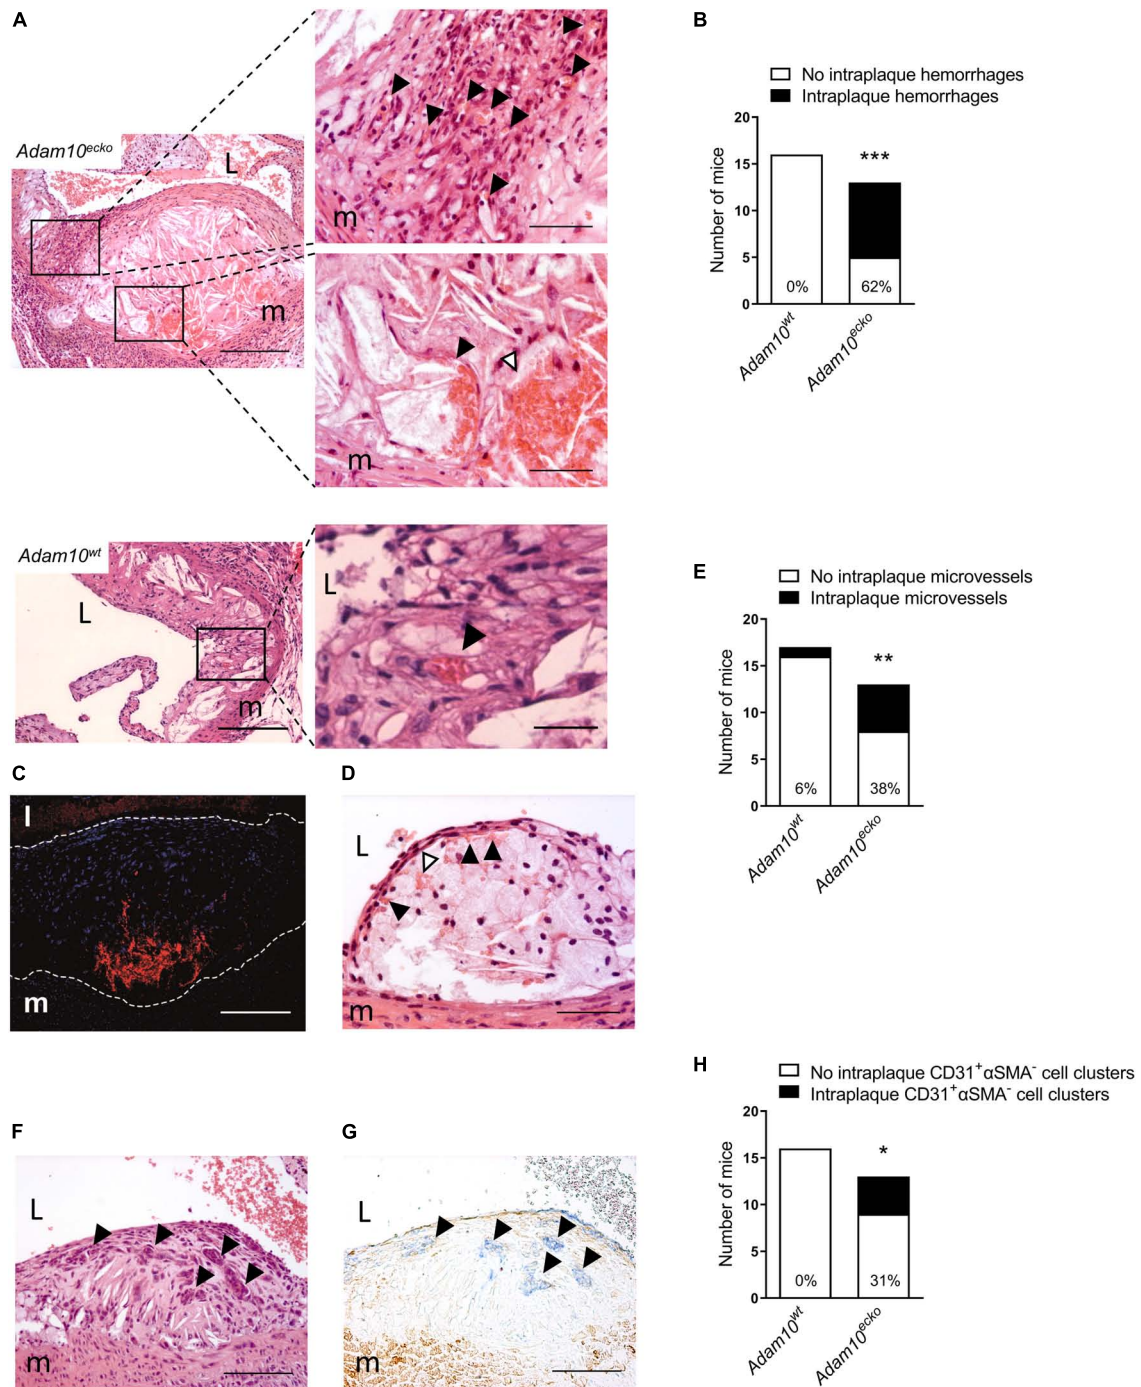 A
Adam10ecko
L
m
m
m
Adam10wt
L
m
L
B
No intraplaque hemorrhages
Intraplaque hemorrhages
Number of mice
20
15
10
5
0
***
0%
62%
Adam10wt
Adam10ecko
E
No intraplaque microvessels
Intraplaque microvessels
Number of mice
20
15
10
5
0
**
6%
38%
Adam10wt
Adam10ecko
C
l
m
D
L
m
F
L
m
G
L
m
H
No intraplaque CD31+αSMA- cell clusters
Intraplaque CD31+αSMA- cell clusters
Number of mice
20
15
10
5
0
*
0%
31%
Adam10wt
Adam10ecko